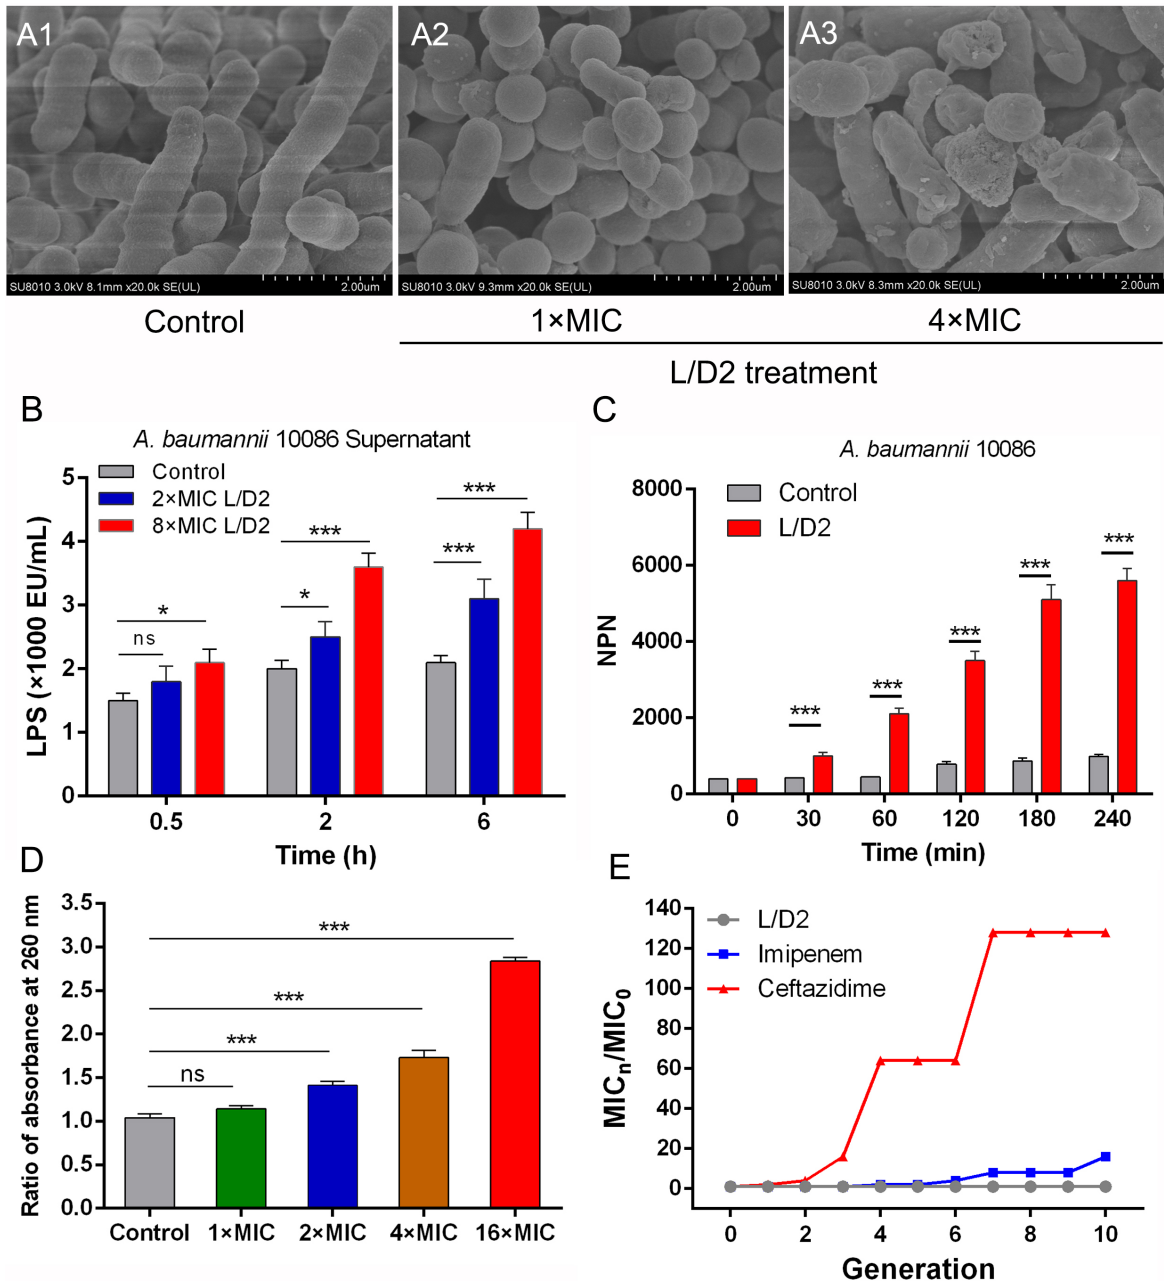 A1
A2
A3
SU8010 3.0kV 8.1mm x20.0k SE(UL)
2.00um
SU8010 3.0kV 9.3mm x20.0k SE(UL)
2.00um
SU8010 3.0kV 8.3mm x20.0k SE(UL)
2.00um
Control
1×MIC
4×MIC
L/D2 treatment
B
A. baumannii 10086 Supernatant
Control
2×MIC L/D2
8×MIC L/D2
LPS (×1000 EU/mL)
5
4
3
2
1
0
ns
*
*
***
***
***
0.5
2
6
Time (h)
C
A. baumannii 10086
Control
L/D2
NPN
8000
6000
4000
2000
0
***
***
***
***
***
0
30
60
120
180
240
Time (min)
D
Ratio of absorbance at 260 nm
3.5
3.0
2.5
2.0
1.5
1.0
0.5
0.0
***
***
***
ns
Control
1×MIC
2×MIC
4×MIC
16×MIC
E
L/D2
Imipenem
Ceftazidime
MICn/MIC0
140
120
100
80
60
40
20
0
0
2
4
6
8
10
Generation